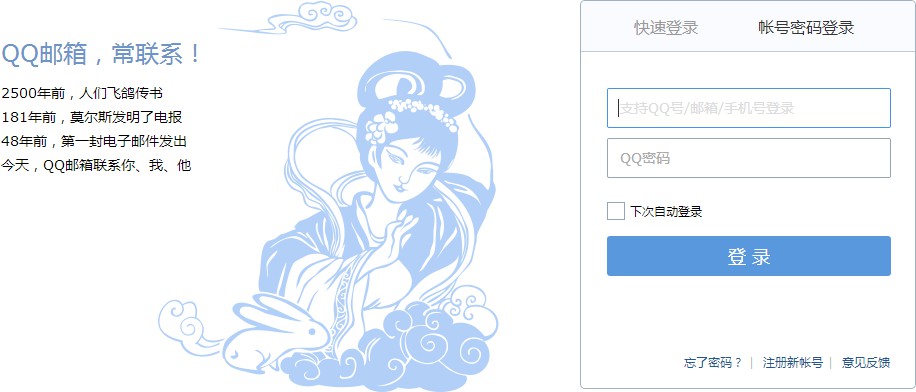 QQ邮箱，常联系！
2500年前，人们飞鸽传书
181年前，莫尔斯发明了电报
48年前，第一封电子邮件发出
今天，QQ邮箱联系你、我、他
快速登录 帐号密码登录
支持QQ号/邮箱/手机号登录
QQ密码
下次自动登录
登 录
忘了密码？ | 注册新帐号 | 意见反馈